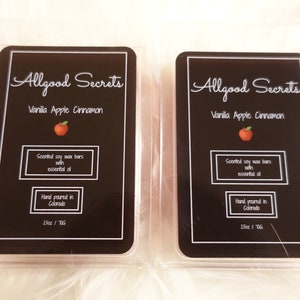 Allgood Secrets
Vanilla Apple Cinnamon
Scented soy wax bars
with
essential oil
Hand poured in
Colorado
Allgood Secrets
Vanilla Apple Cinnamon
Scented soy wax bars
with
essential oil
Hand poured in
Colorado